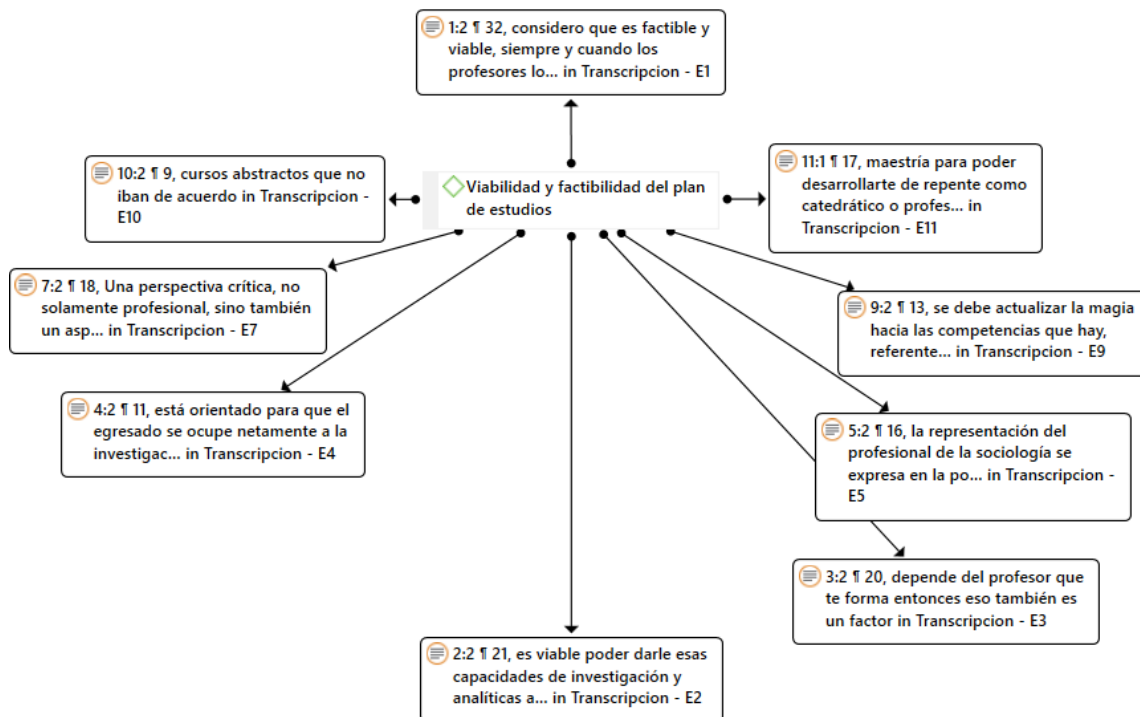 1:2 ¶ 32, considero que es factible y
viable, siempre y cuando los
profesores lo... in Transcripcion - E1
10:2 ¶ 9, cursos abstractos que no
iban de acuerdo in Transcripcion -
E10
Viabilidad y factibilidad del plan
de estudios
11:1 ¶ 17, maestría para poder
desarrollarte de repente como
catedrático o profes... in
Transcripcion - E11
7:2 ¶ 18, Una perspectiva crítica, no
solamente profesional, sino también
un asp... in Transcripcion - E7
9:2 ¶ 13, se debe actualizar la magia
hacia las competencias que hay,
referente... in Transcripcion - E9
4:2 ¶ 11, está orientado para que el
egresado se ocupe netamente a la
investigac... in Transcripcion - E4
5:2 ¶ 16, la representación del
profesional de la sociología se
expresa en la po... in Transcripcion -
E5
3:2 ¶ 20, depende del profesor que
te forma entonces eso también es
un factor in Transcripcion - E3
2:2 ¶ 21, es viable poder darle esas
capacidades de investigación y
analíticas a... in Transcripcion - E2